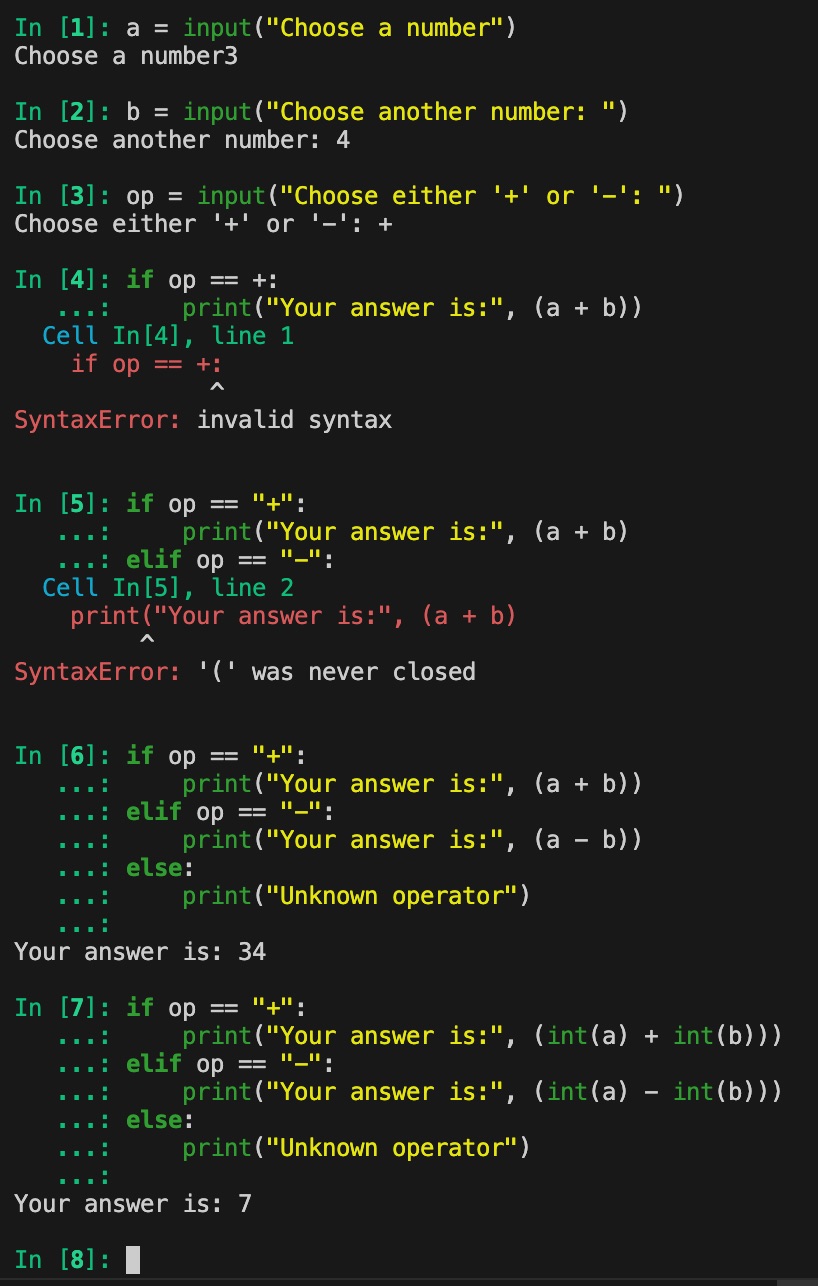 In [1]: a = input("Choose a number")
Choose a number3
In [2]: b = input("Choose another number: ")
Choose another number: 4
In [3]: op = input("Choose either '+' or '-': ")
Choose either '+' or '-': +
In [4]: if op == +:
   ...:     print("Your answer is:", (a + b))
  Cell In[4], line 1
    if op == +:
              ^
SyntaxError: invalid syntax
In [5]: if op == "+":
   ...:     print("Your answer is:", (a + b)
   ...: elif op == "-":
  Cell In[5], line 2
    print("Your answer is:", (a + b)
         ^
SyntaxError: '(' was never closed
In [6]: if op == "+":
   ...:     print("Your answer is:", (a + b))
   ...: elif op == "-":
   ...:     print("Your answer is:", (a - b))
   ...: else:
   ...:     print("Unknown operator")
   ...:
Your answer is: 34
In [7]: if op == "+":
   ...:     print("Your answer is:", (int(a) + int(b)))
   ...: elif op == "-":
   ...:     print("Your answer is:", (int(a) - int(b)))
   ...: else:
   ...:     print("Unknown operator")
   ...:
Your answer is: 7
In [8]: